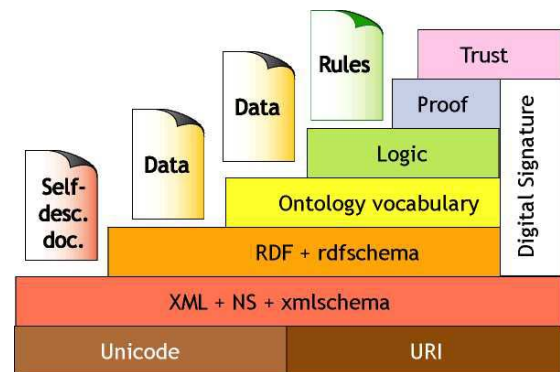 Trust
Rules
Proof
Data
Logic
Data
Digital Signature
Self-
desc.
doc.
Ontology vocabulary
RDF + rdfschema
XML + NS + xmlschema
Unicode
URI